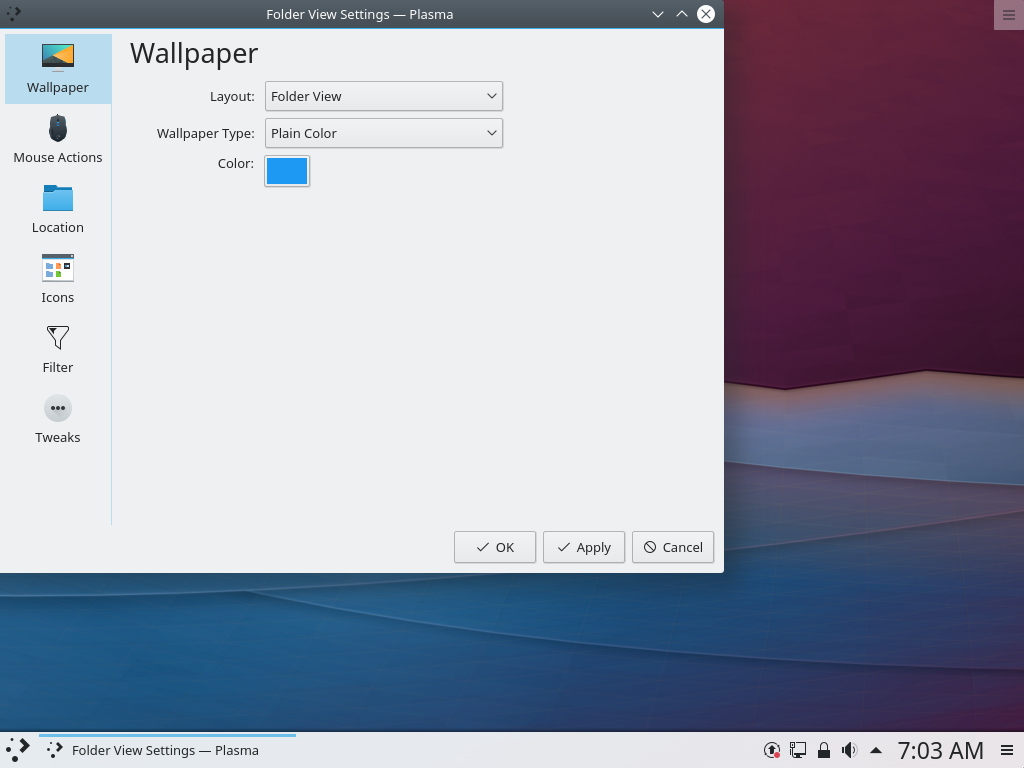 Folder View Settings — Plasma
Wallpaper
Wallpaper
Layout: Folder View
Wallpaper Type: Plain Color
Color:
Mouse Actions
Location
Icons
Filter
Tweaks
OK Apply Cancel
Folder View Settings — Plasma 7:03 AM